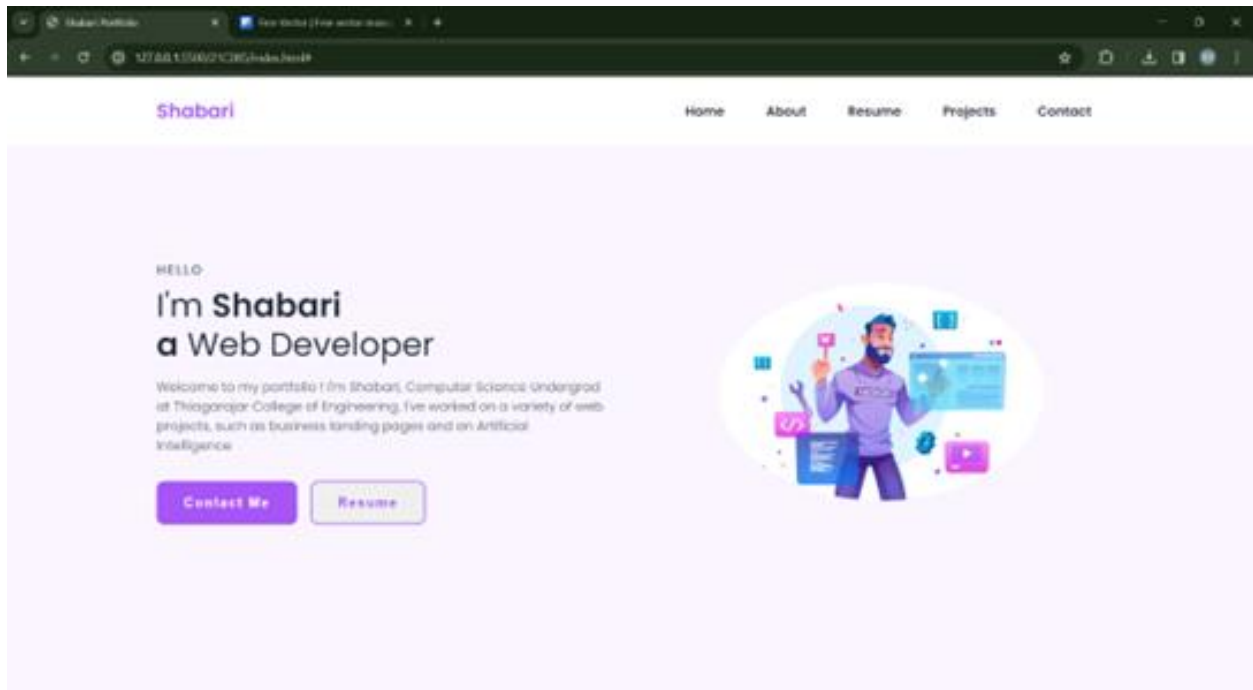 Shabari Portfolio
Shabari
Home About Resume Projects Contact
HELLO
I'm Shabari
a Web Developer
Welcome to my portfolio ! I'm Shabari, Computer Science Undergrad
at Thiagarajar College of Engineering, I've worked on a variety of web
projects, such as business landing pages and on Artificial
Intelligence
Contact Me Resume